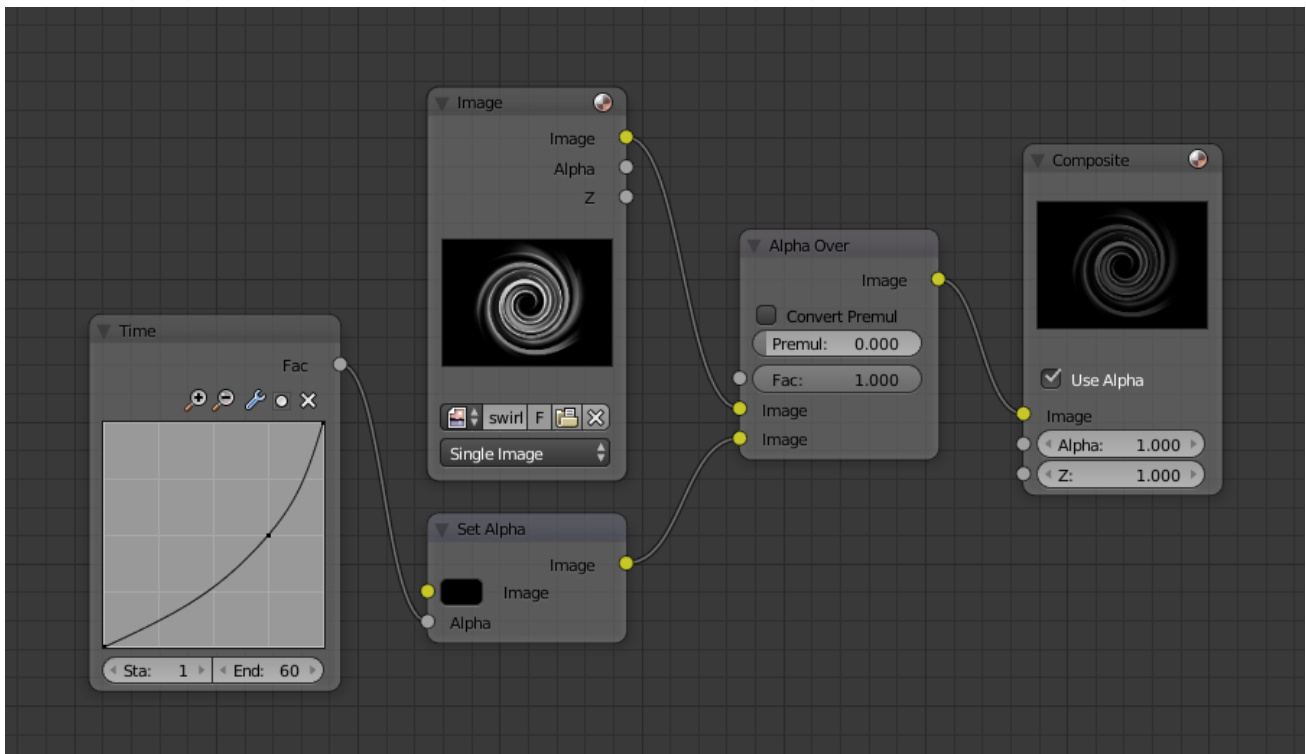 Time
Fac
Sta: 1
End: 60
Image
Image
Alpha
Z
swirl F
Single Image
Set Alpha
Image
Image
Alpha
Alpha Over
Image
Convert Premul
Premul: 0.000
Fac: 1.000
Image
Image
Composite
Use Alpha
Image
Alpha: 1.000
Z: 1.000